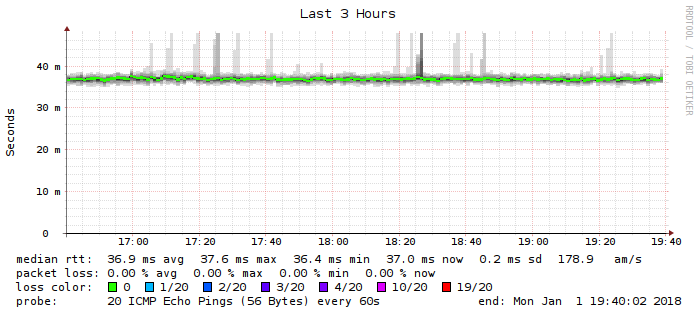 Last 3 Hours
RRDTOOL / TOBI OETIKER
Seconds
40 m
30 m
20 m
10 m
0
17:00 17:20 17:40 18:00 18:20 18:40 19:00 19:20 19:40
median rtt: 36.9 ms avg 37.6 ms max 36.4 ms min 37.0 ms now 0.2 ms sd 178.9 am/s
packet loss: 0.00 % avg 0.00 % max 0.00 % min 0.00 % now
loss color: 0 1/20 2/20 3/20 4/20 10/20 19/20
probe: 20 ICMP Echo Pings (56 Bytes) every 60s end: Mon Jan 1 19:40:02 2018